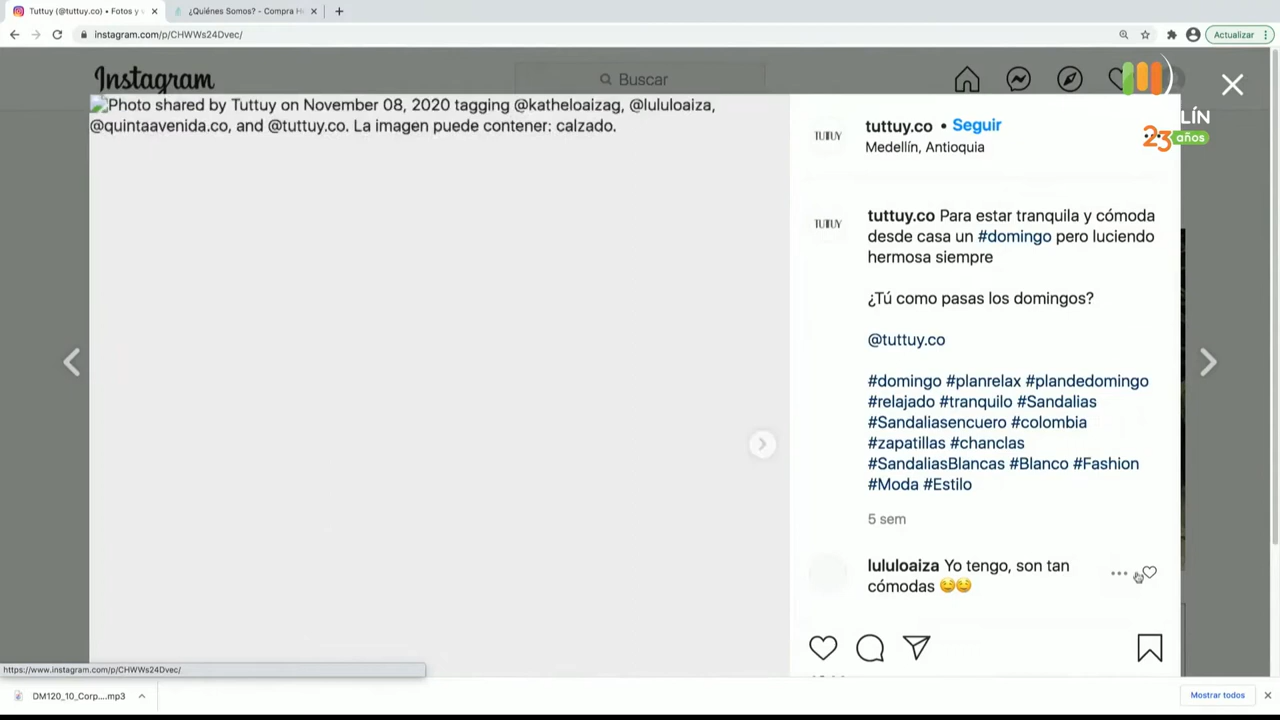 Tuttuy (@tuttuy.co) • Fotos y v
¿Quiénes Somos? - Compra H
instagram.com/p/CHWWs24Dvec/
Actualizar
Instagram
Buscar
LÍN
23 años
Photo shared by Tuttuy on November 08, 2020 tagging @katheloaizag, @lululoaiza,
@quintaavenida.co, and @tuttuy.co. La imagen puede contener: calzado.
TUTTUY
tuttuy.co • Seguir
Medellín, Antioquia
TUTTUY
tuttuy.co Para estar tranquila y cómoda
desde casa un #domingo pero luciendo
hermosa siempre
¿Tú como pasas los domingos?
@tuttuy.co
#domingo #planrelax #plandedomingo
#relajado #tranquilo #Sandalias
#Sandaliasencuero #colombia
#zapatillas #chanclas
#SandaliasBlancas #Blanco #Fashion
#Moda #Estilo
5 sem
lululoaiza Yo tengo, son tan
cómodas 😊😊
https://www.instagram.com/p/CHWWs24Dvec/
DM120_10_Corp....mp3
Mostrar todos